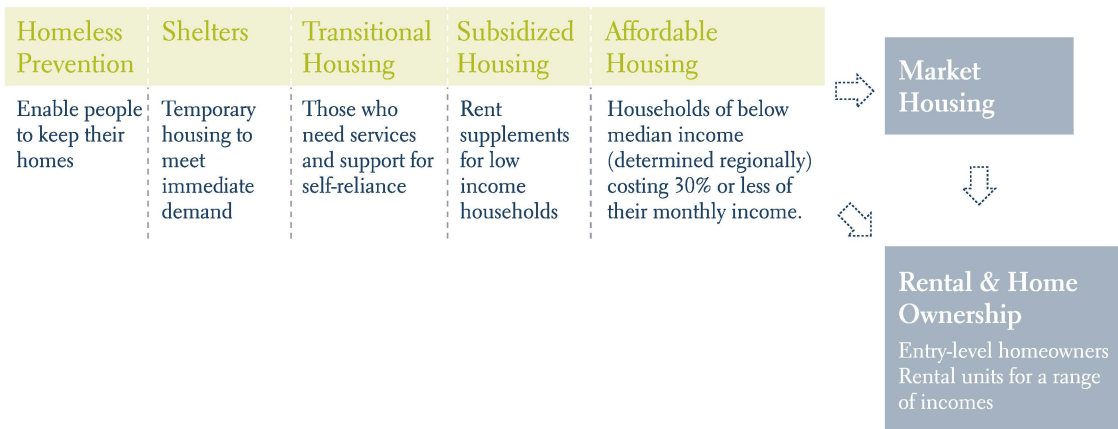 Homeless
Prevention
Enable people
to keep their
homes
Shelters
Temporary
housing to
meet
immediate
demand
Transitional
Housing
Those who
need services
and support for
self-reliance
Subsidized
Housing
Rent
supplements
for low
income
households
Affordable
Housing
Households of below
median income
(determined regionally)
costing 30% or less of
their monthly income.
Market
Housing
Rental & Home
Ownership
Entry-level homeowners
Rental units for a range
of incomes